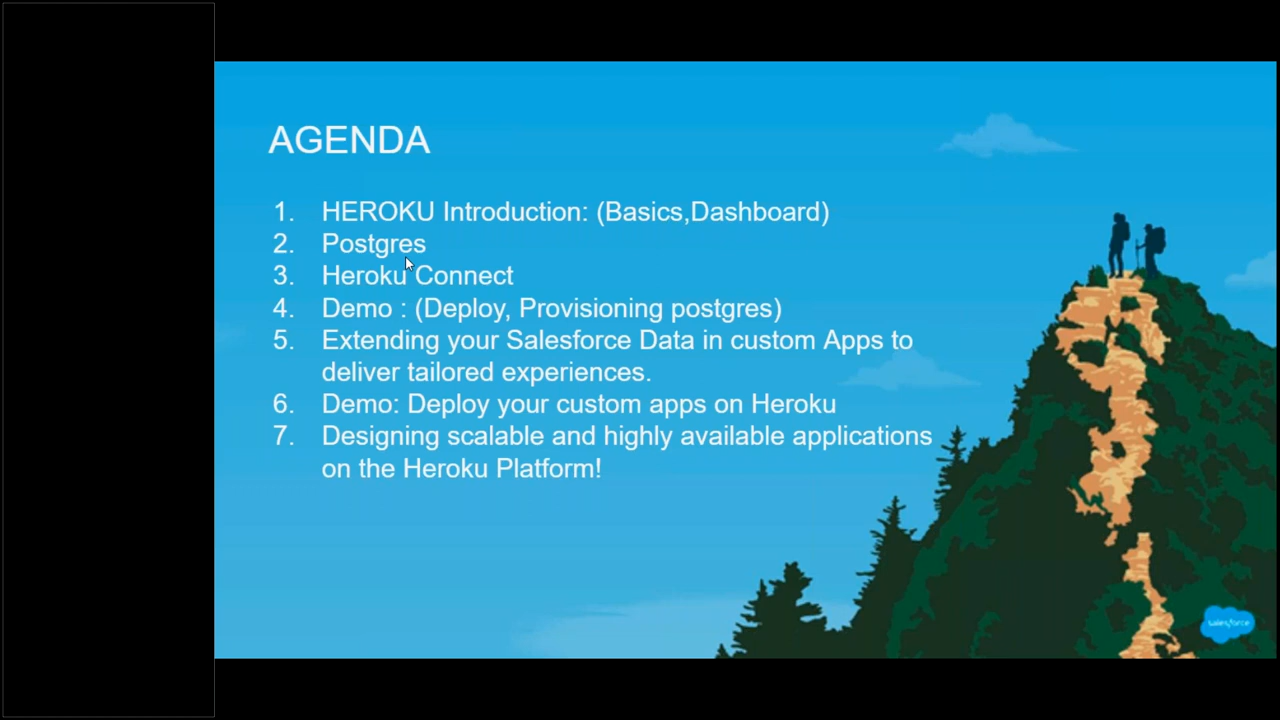 AGENDA
1. HEROKU Introduction: (Basics,Dashboard)
2. Postgres
3. Heroku Connect
4. Demo : (Deploy, Provisioning postgres)
5. Extending your Salesforce Data in custom Apps to
deliver tailored experiences.
6. Demo: Deploy your custom apps on Heroku
7. Designing scalable and highly available applications
on the Heroku Platform!
salesforce